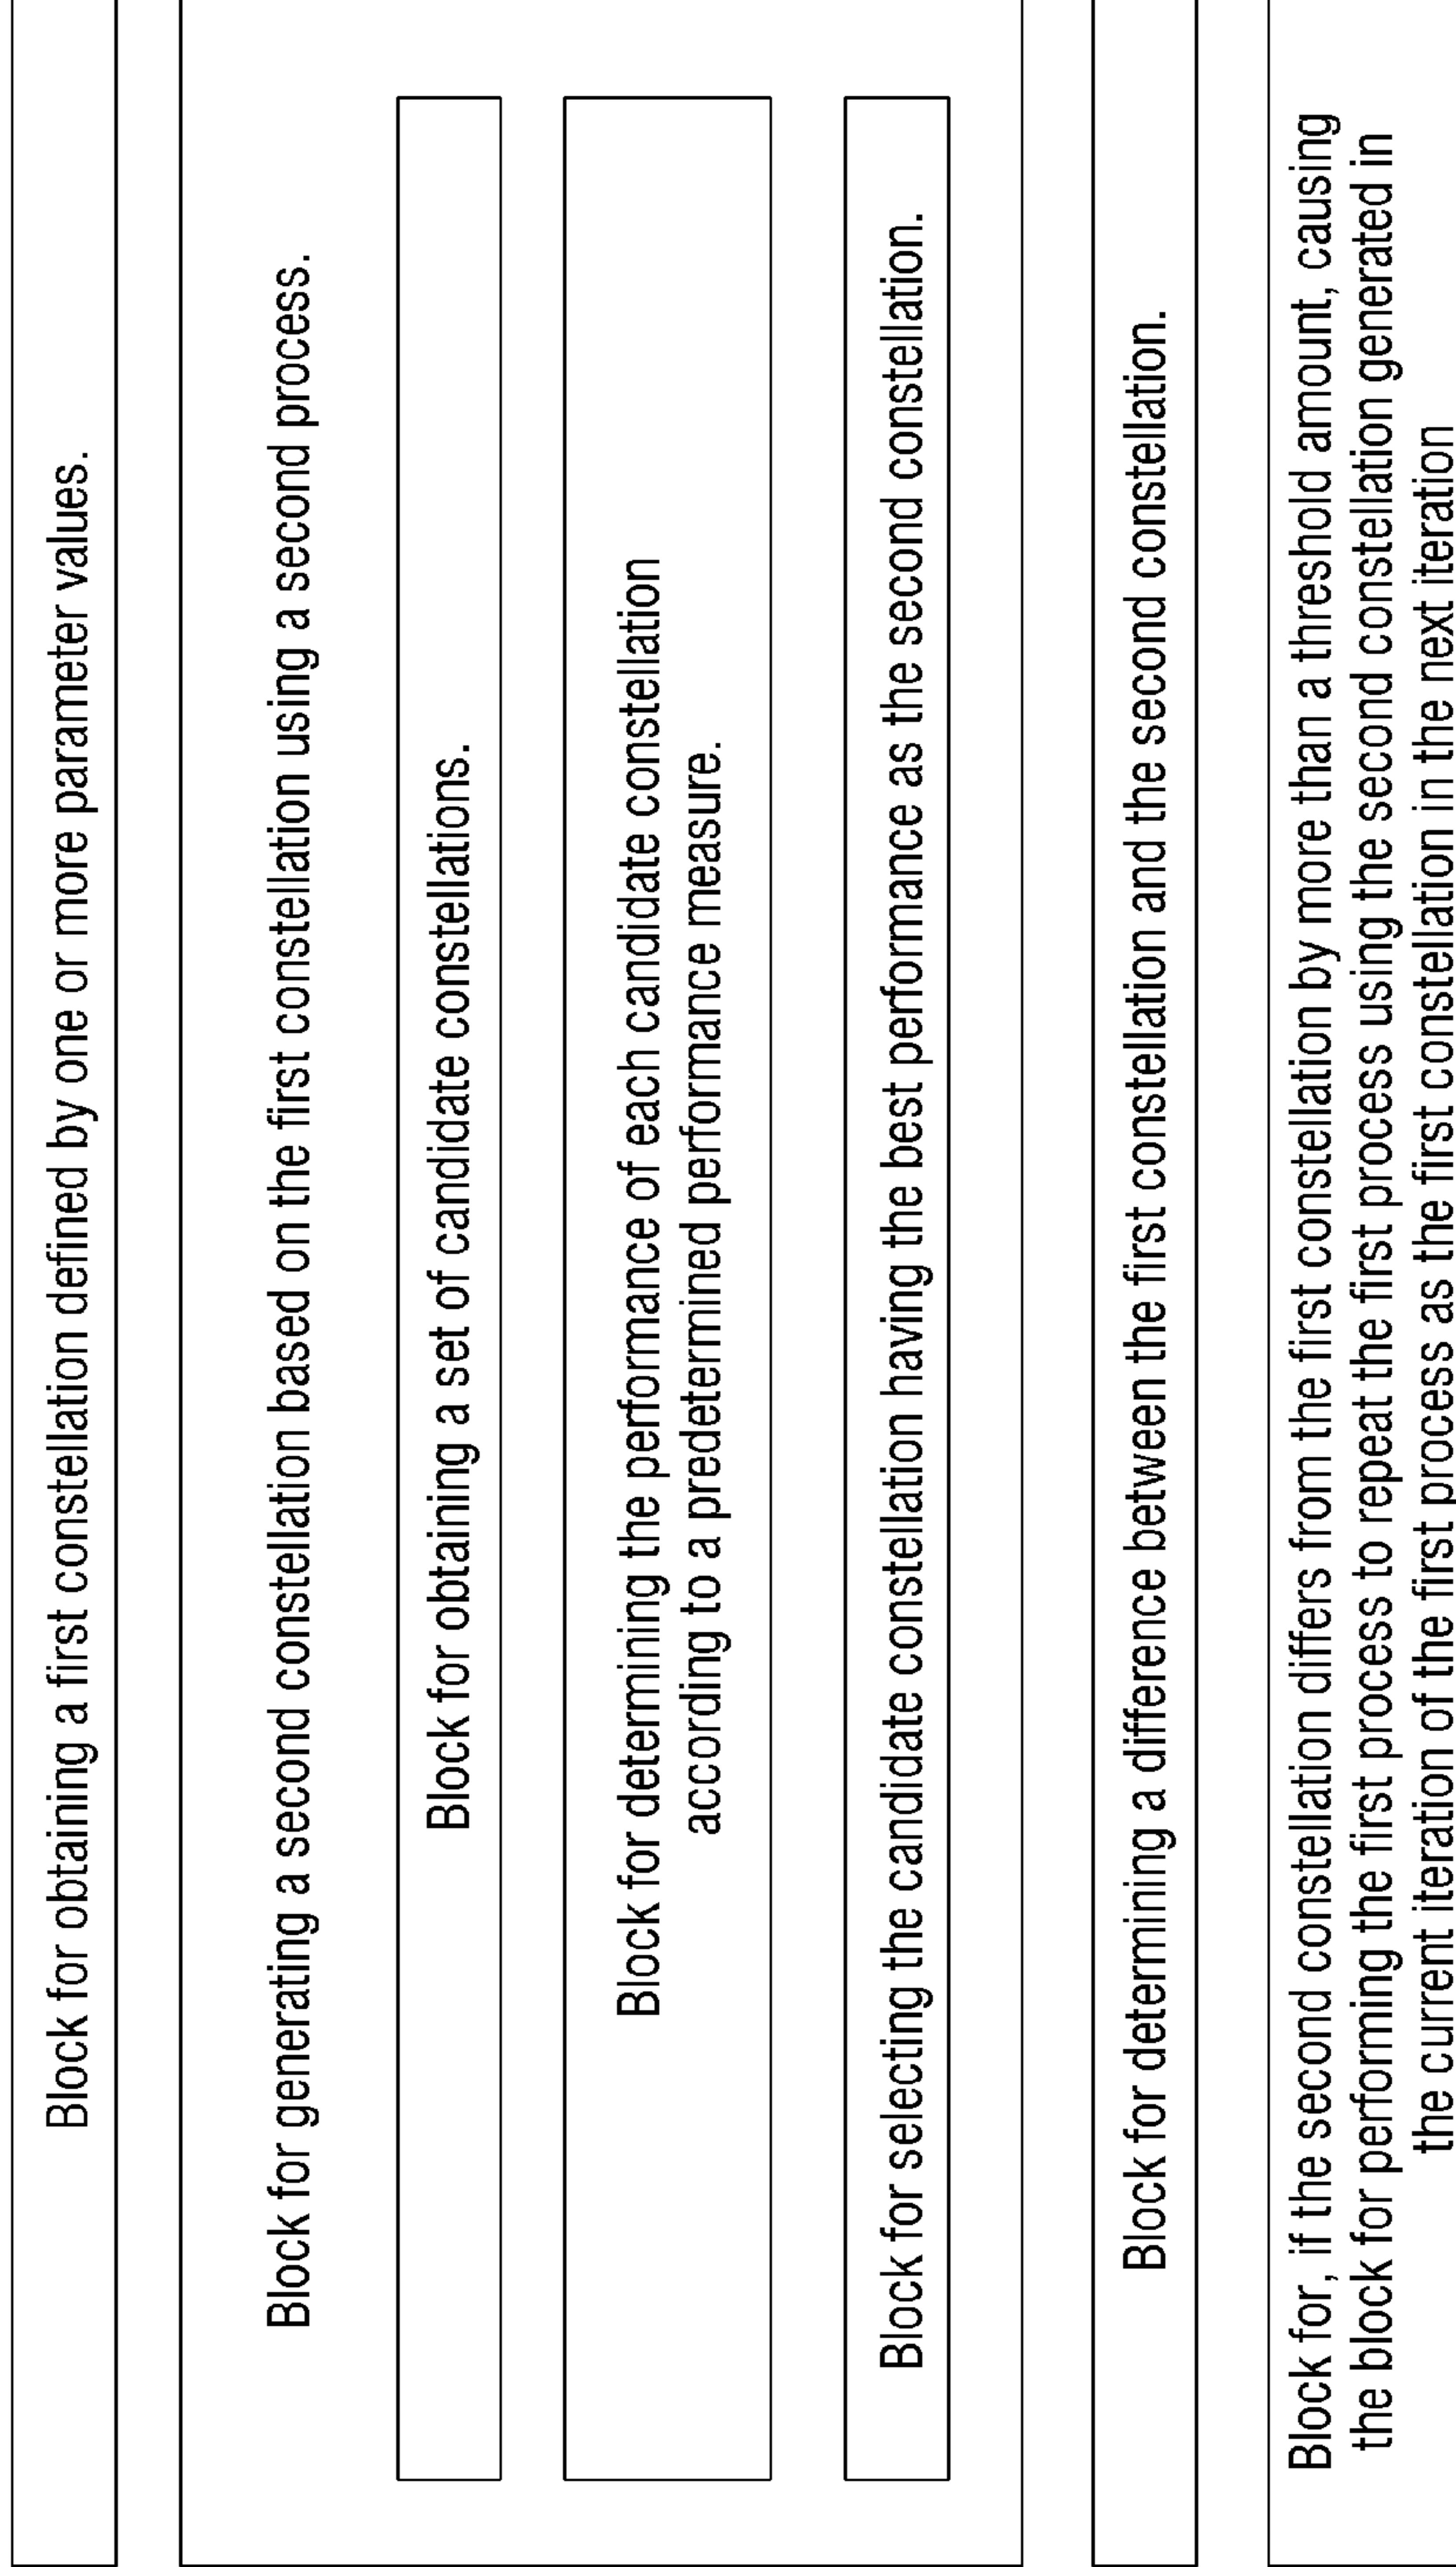 Block for obtaining a first constellation defined by one or more parameter values.
Block for generating a second constellation based on the first constellation using a second process.
Block for obtaining a set of candidate constellations.
Block for determining the performance of each candidate constellation
according to a predetermined performance measure.
Block for selecting the candidate constellation having the best performance as the second constellation.
Block for determining a difference between the first constellation and the second constellation.
Block for, if the second constellation differs from the first constellation by more than a threshold amount, causing
the block for performing the first process to repeat the first process using the second constellation generated in
the current iteration of the first process as the first constellation in the next iteration